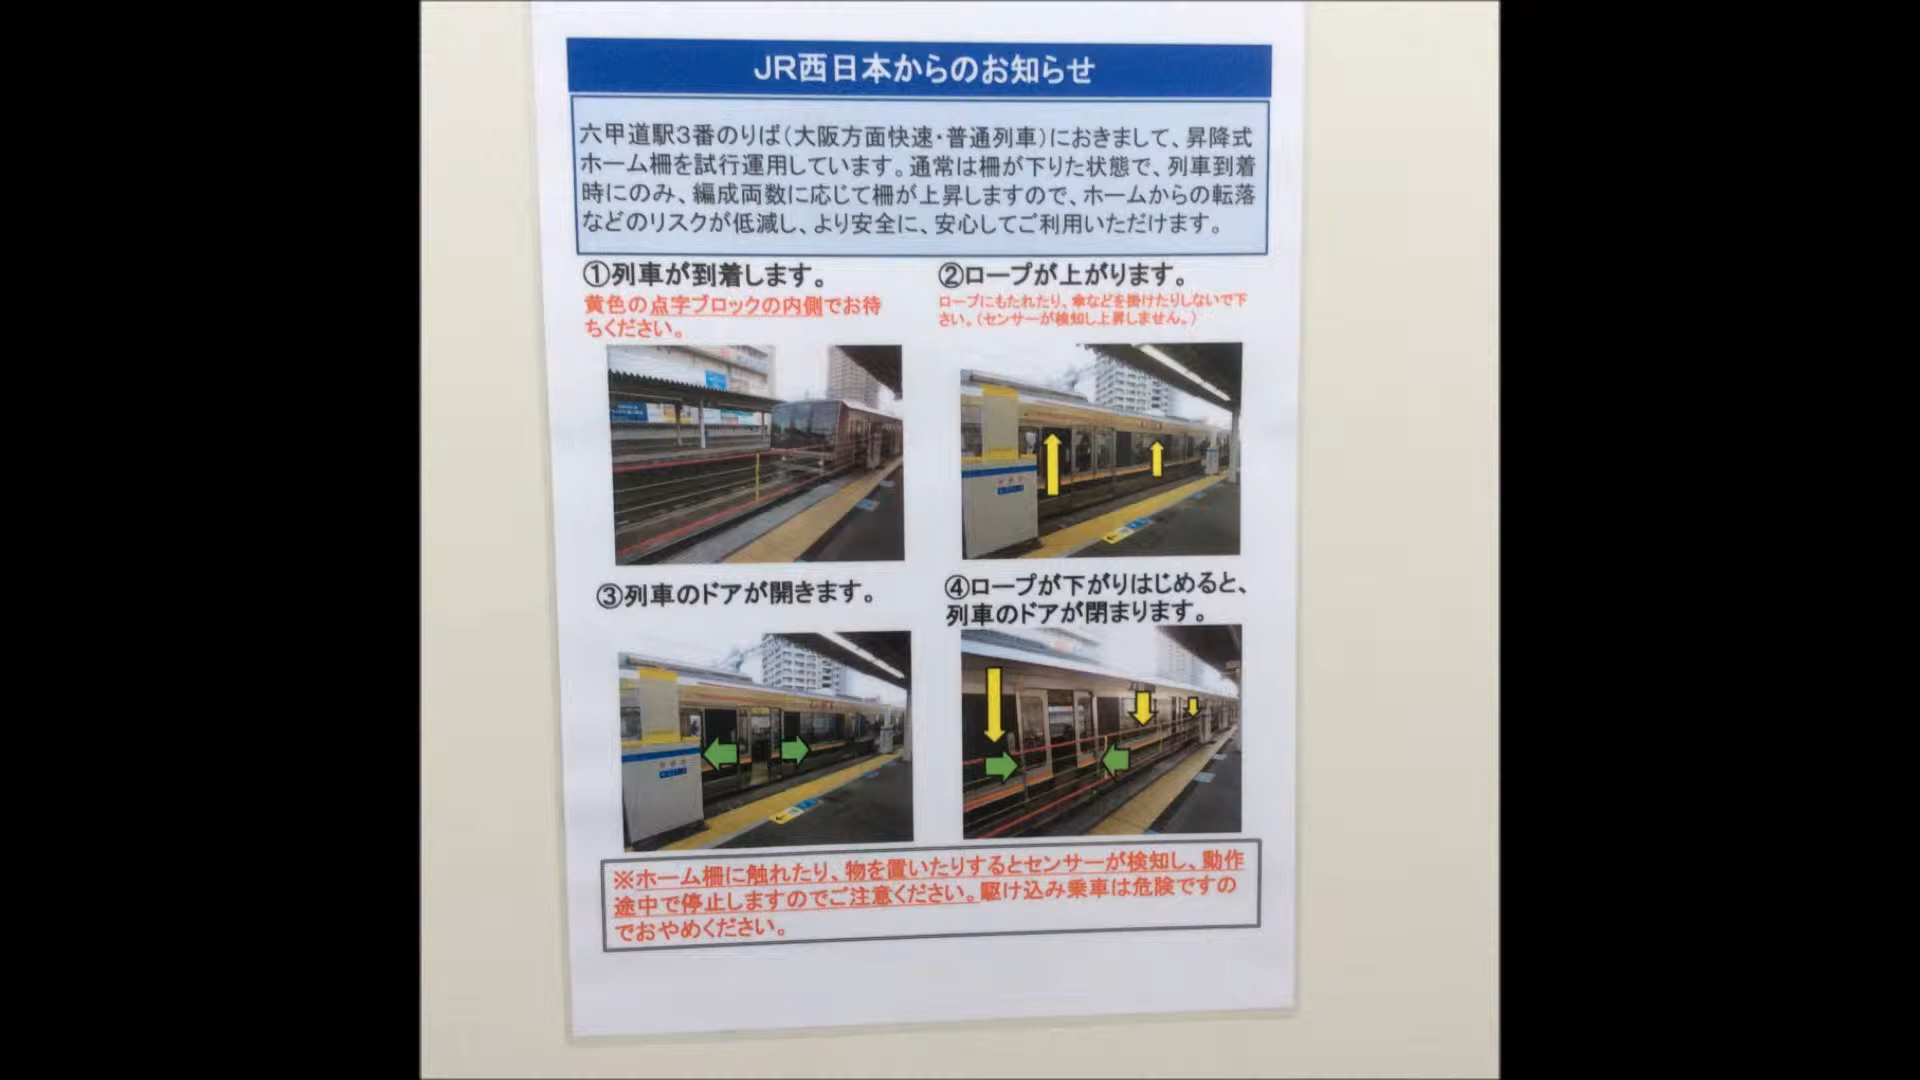 JR西日本からのお知らせ
六甲道駅3番のりば(大阪方面快速・普通列車)におきまして、昇降式
ホーム柵を試行運用しています。通常は柵が下りた状態で、列車到着
時にのみ、編成両数に応じて柵が上昇しますので、ホームからの転落
などのリスクが低減し、より安全に、安心してご利用いただけます。
①列車が到着します。
黄色の点字ブロックの内側でお待
ちください。
②ロープが上がります。
ロープにもたれたり、傘などを掛けたりしないで下
さい。(センサーが検知し上昇しません。)
③列車のドアが開きます。
④ロープが下がりはじめると、
列車のドアが閉まります。
※ホーム柵に触れたり、物を置いたりするとセンサーが検知し、動作
途中で停止しますのでご注意ください。駆け込み乗車は危険ですの
でおやめください。